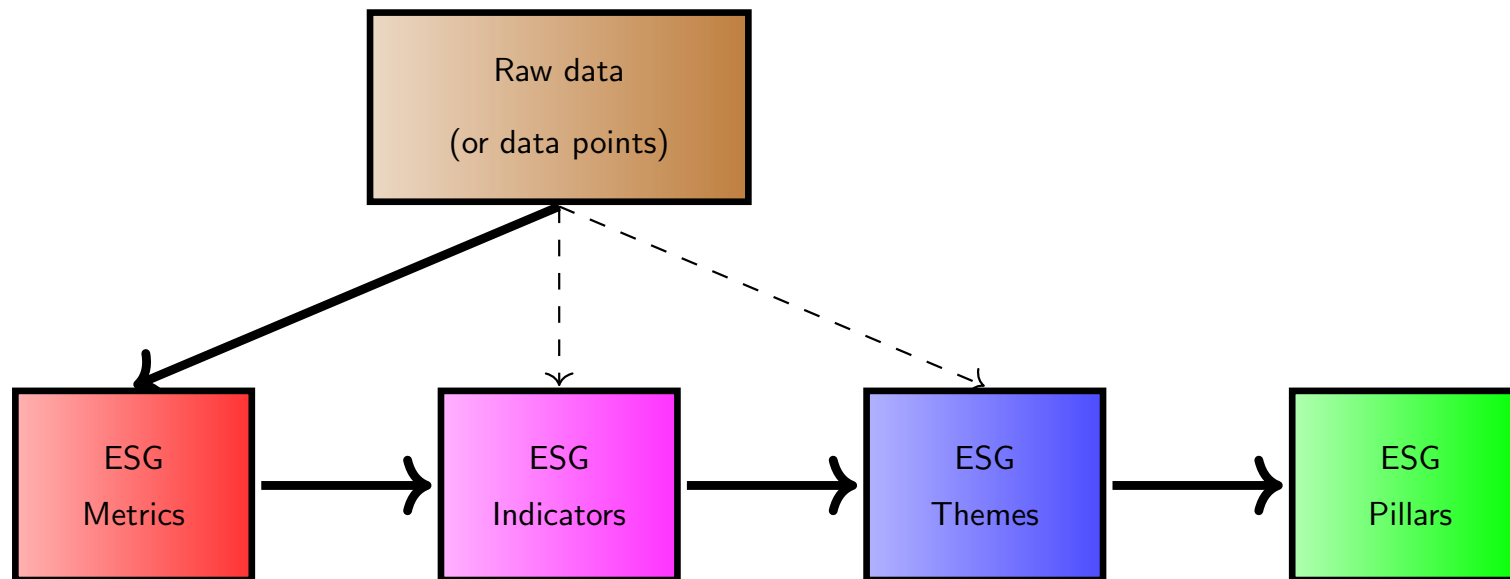 Raw data
(or data points)
ESG
Metrics
ESG
Indicators
ESG
Themes
ESG
Pillars